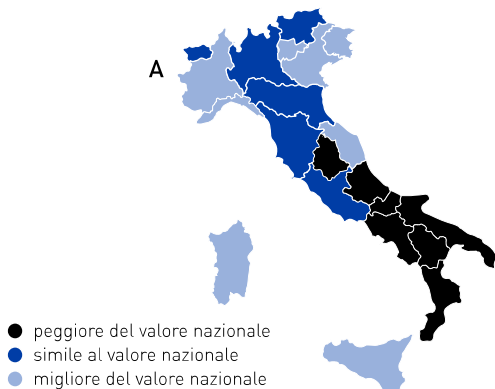 A
peggiore del valore nazionale
simile al valore nazionale
migliore del valore nazionale